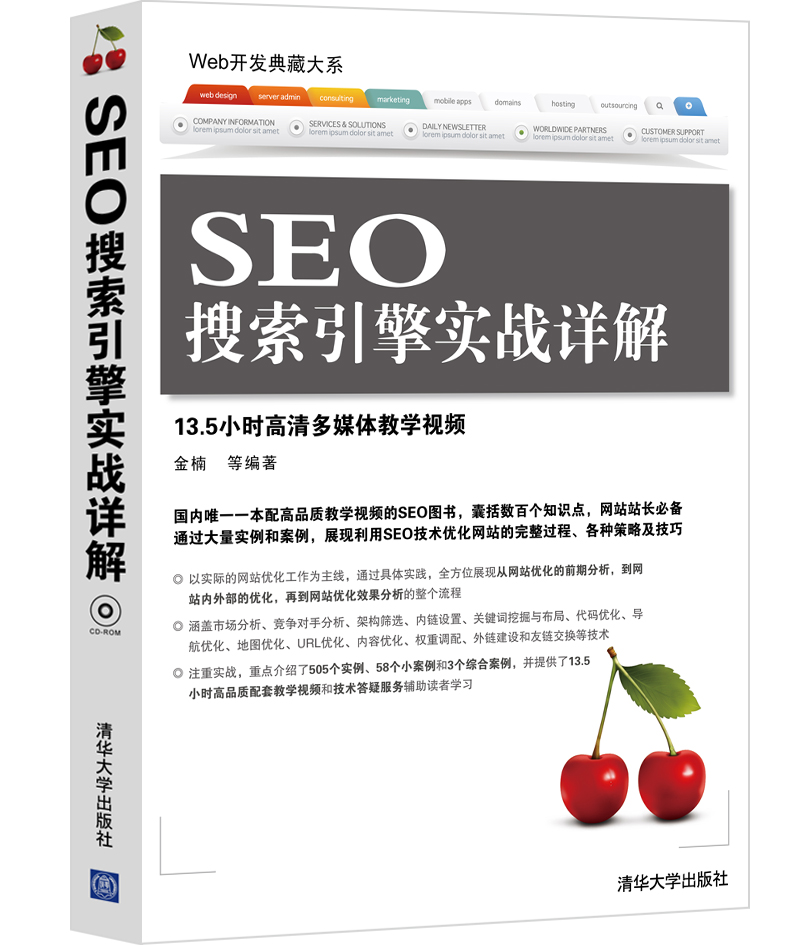 SEO搜索引擎实战详解
CD-ROM
清华大学出版社
Web开发典藏大系
web design server admin consulting marketing mobile apps domains hosting outsourcing
COMPANY INFORMATION SERVICES & SOLUTIONS DAILY NEWSLETTER WORLDWIDE PARTNERS CUSTOMER SUPPORT
lorem ipsum dolor sit amet lorem ipsum dolor sit amet lorem ipsum dolor sit amet lorem ipsum dolor sit amet lorem ipsum dolor sit amet
SEO
搜索引擎实战详解
13.5小时高清多媒体教学视频
金楠 等编著
国内唯一一本配高品质教学视频的SEO图书，囊括数百个知识点，网站站长必备
通过大量实例和案例，展现利用SEO技术优化网站的完整过程、各种策略及技巧
◎ 以实际的网站优化工作为主线，通过具体实践，全方位展现从网站优化的前期分析，到网
站内外部的优化，再到网站优化效果分析的整个流程
◎ 涵盖市场分析、竞争对手分析、架构筛选、内链设置、关键词挖掘与布局、代码优化、导
航优化、地图优化、URL优化、内容优化、权重调配、外链建设和友链交换等技术
◎ 注重实战，重点介绍了505个实例、58个小案例和3个综合案例，并提供了13.5
小时高品质配套教学视频和技术答疑服务辅助读者学习
清华大学出版社